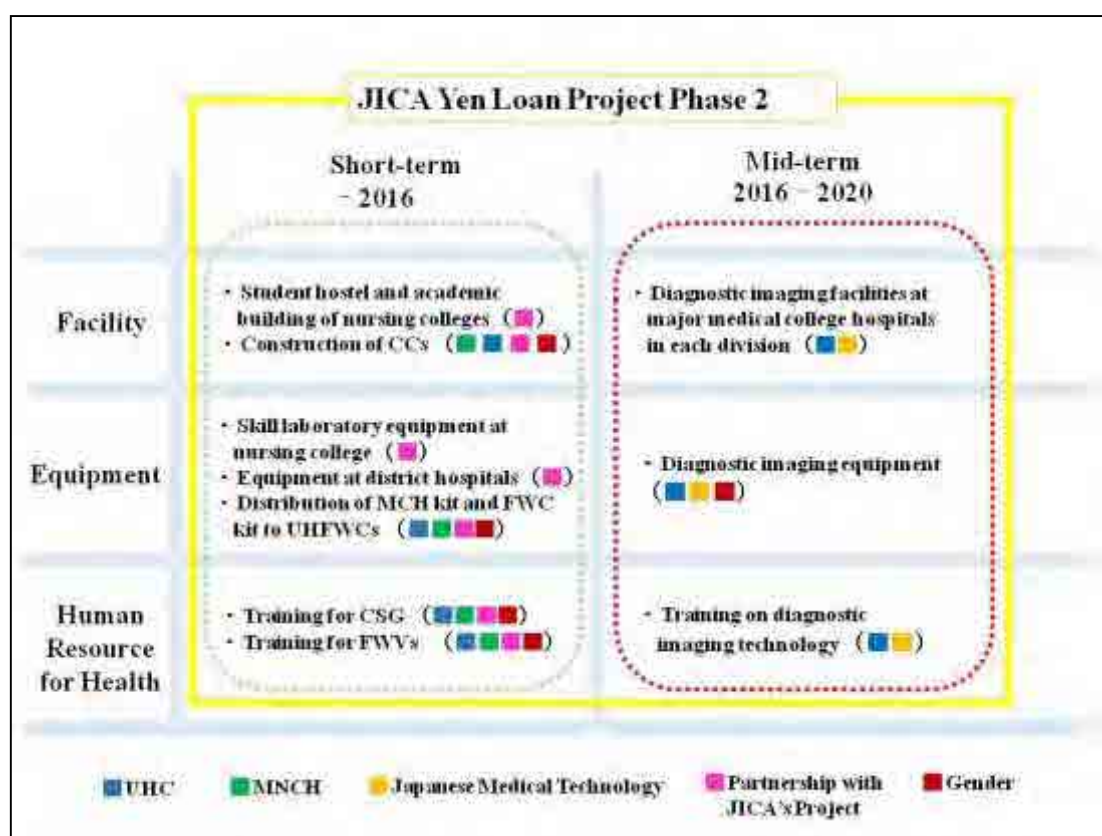 JICA Yen Loan Project Phase 2
Short-term
- 2016
Mid-term
2016 - 2020
Facility
・Student hostel and academic
building of nursing colleges ( )
・Construction of CCs ( )
・Diagnostic imaging facilities at
major medical college hospitals
in each division ( )
Equipment
・Skill laboratory equipment at
nursing college ( )
・Equipment at district hospitals ( )
・Distribution of MCH kit and FWC
kit to UHFWCs ( )
・Diagnostic imaging equipment
( )
Human
Resource
for Health
・Training for CSG ( )
・Training for FWVs ( )
・Training on diagnostic
imaging technology ( )
UHC
MNCH
Japanese Medical Technology
Partnership with
JICA's Project
Gender